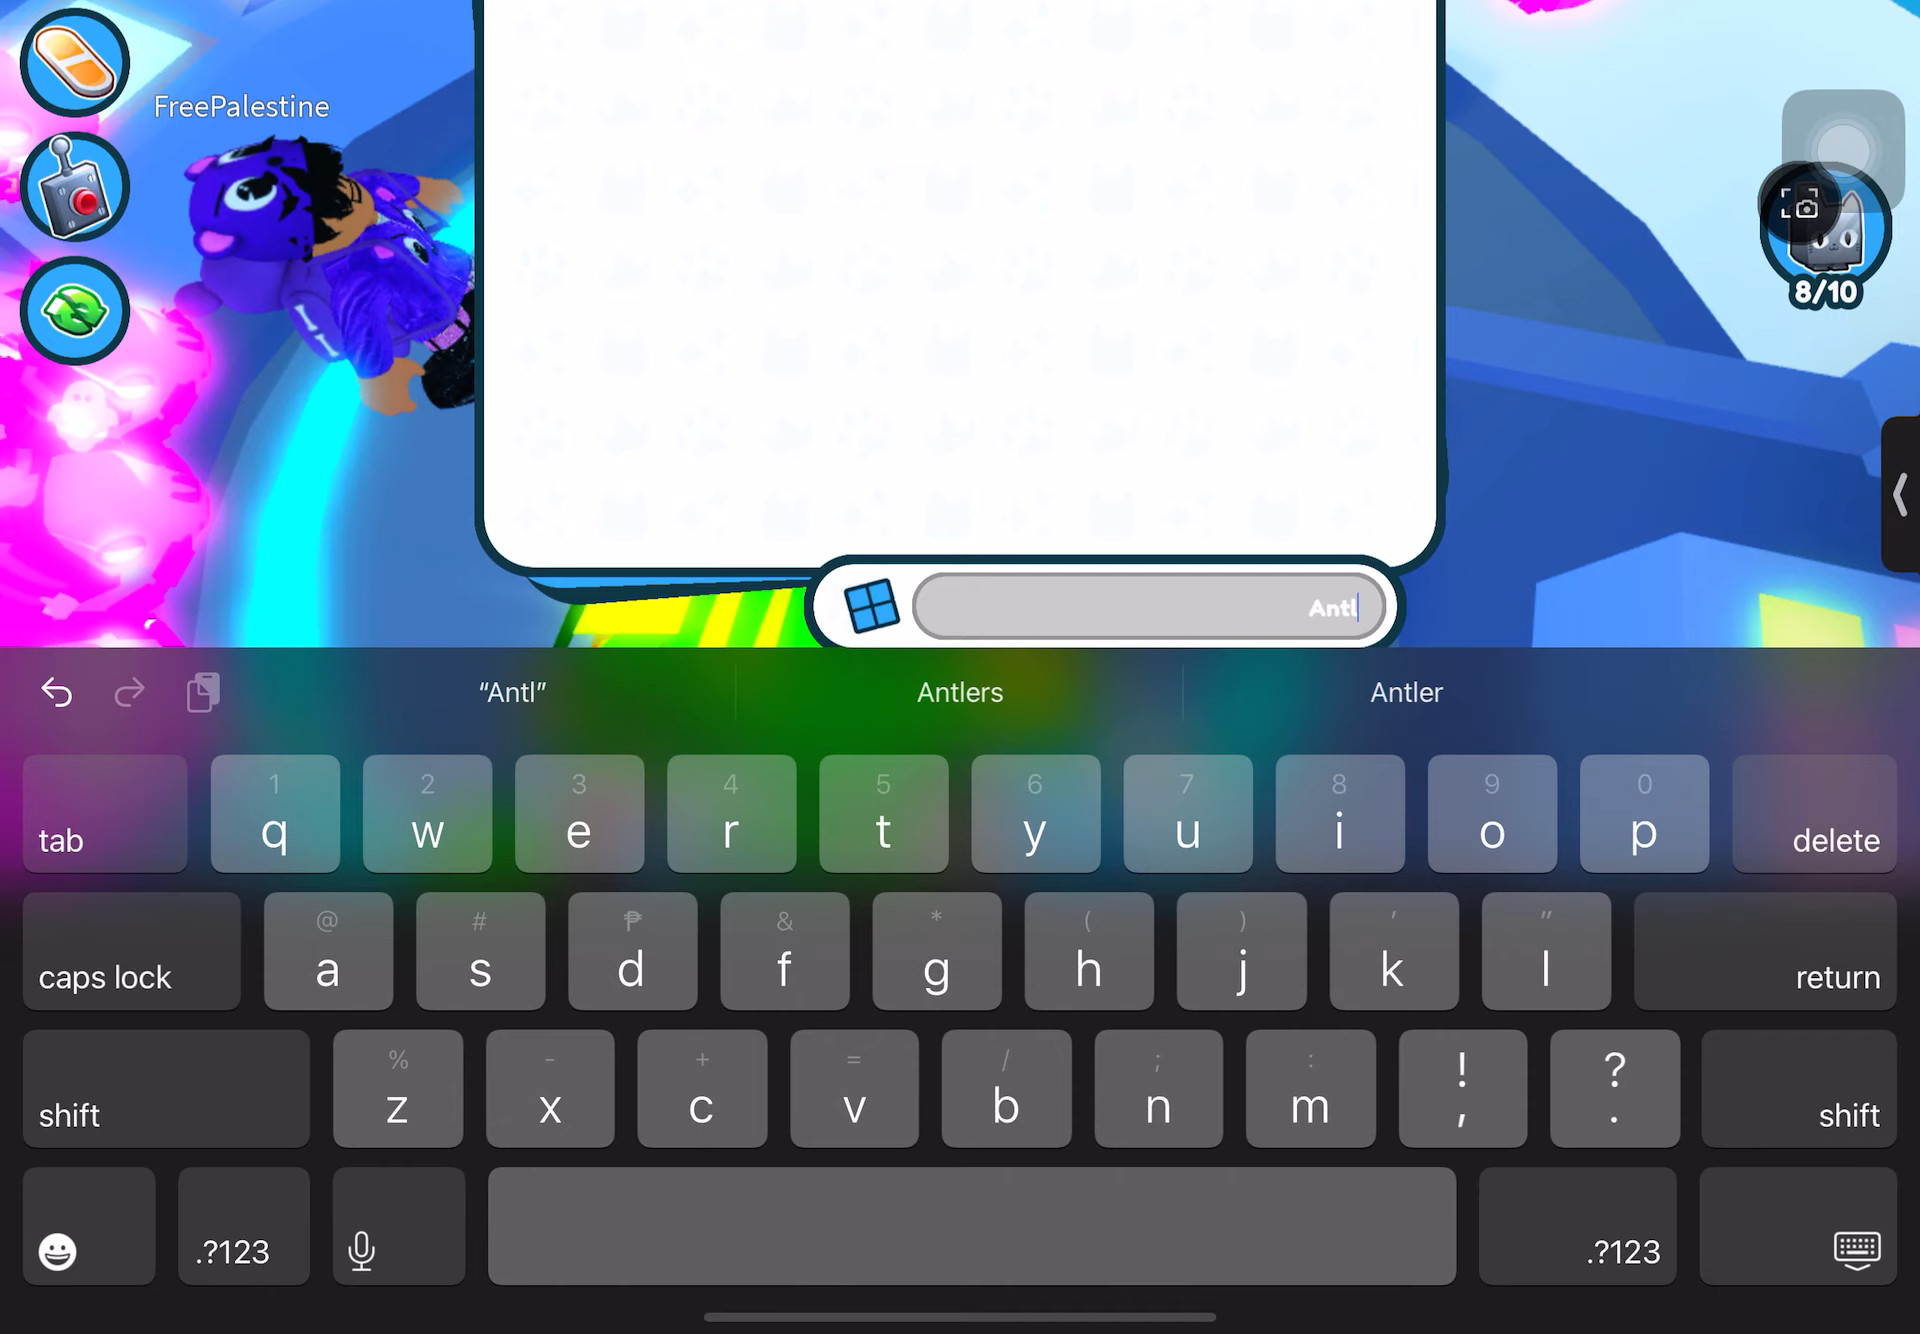 FreePalestine
8/10
Antl
“Antl” Antlers Antler
1 2 3 4 5 6 7 8 9 0
tab q w e r t y u i o p delete
@ # ₱ & * ( ) ' "
caps lock a s d f g h j k l return
% - + = / ; : ! ?
shift z x c v b n m , . shift
.?123 .?123